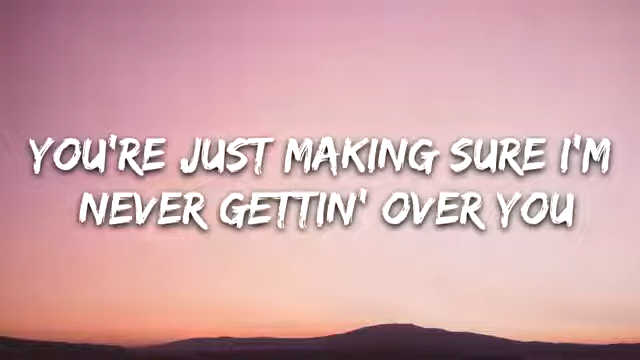 YOU'RE JUST MAKING SURE I'M
NEVER GETTIN' OVER YOU